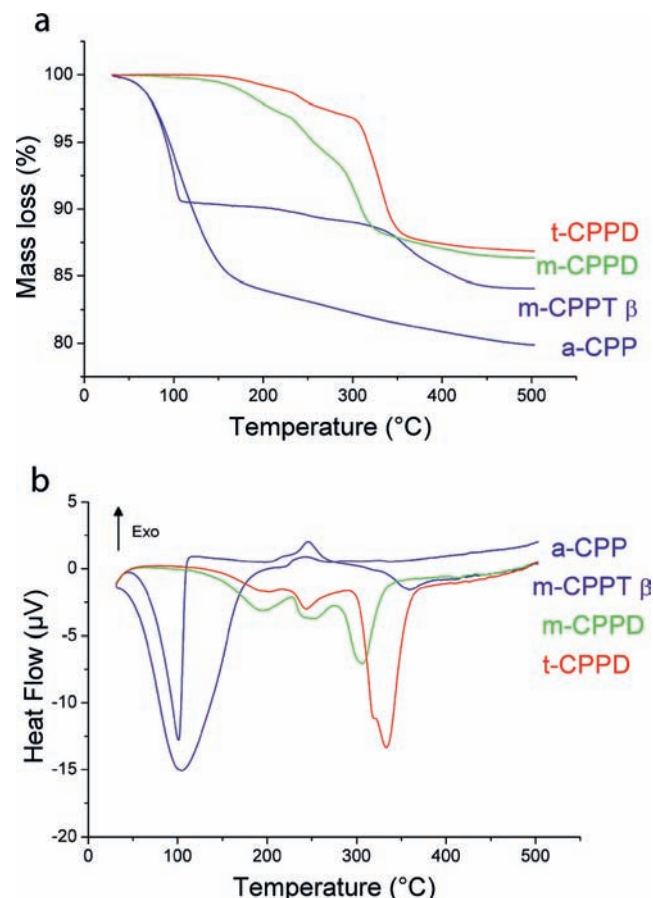 a
100
95
90
85
80
Mass loss (%)
t-CPPD
m-CPPD
m-CPPT β
a-CPP
0 100 200 300 400 500
Temperature (°C)
b
5
0
-5
-10
-15
-20
Exo
Heat Flow (µV)
a-CPP
m-CPPT β
m-CPPD
t-CPPD
0 100 200 300 400 500
Temperature (°C)